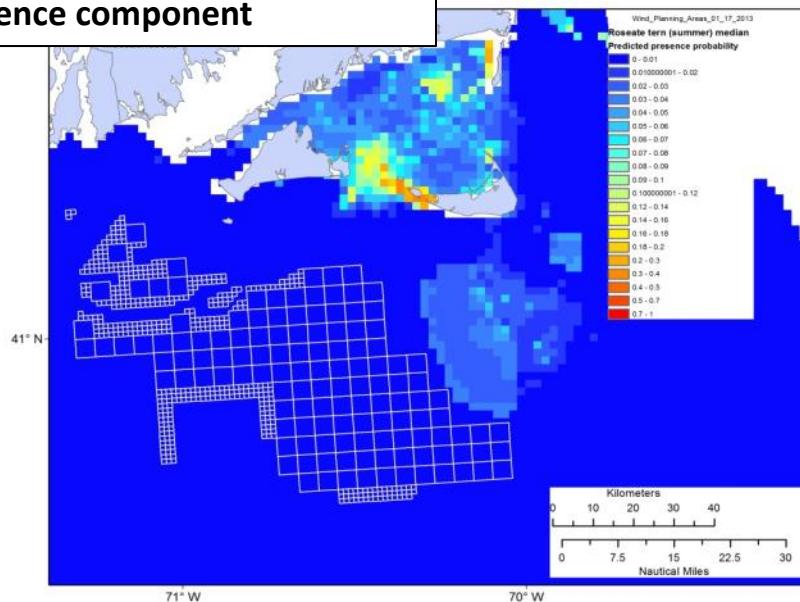 ence component
Wind_Planning_Areas_01_17_2013
Roseate tern (summer) median
Predicted presence probability
0 - 0.01
0.010000001 - 0.02
0.02 - 0.03
0.03 - 0.04
0.04 - 0.05
0.05 - 0.06
0.06 - 0.07
0.07 - 0.08
0.08 - 0.09
0.09 - 0.1
0.100000001 - 0.12
0.12 - 0.14
0.14 - 0.16
0.16 - 0.18
0.18 - 0.2
0.2 - 0.3
0.3 - 0.4
0.4 - 0.5
0.5 - 0.7
0.7 - 1
41° N
Kilometers
0 10 20 30 40
0 7.5 15 22.5 30
Nautical Miles
71° W 70° W